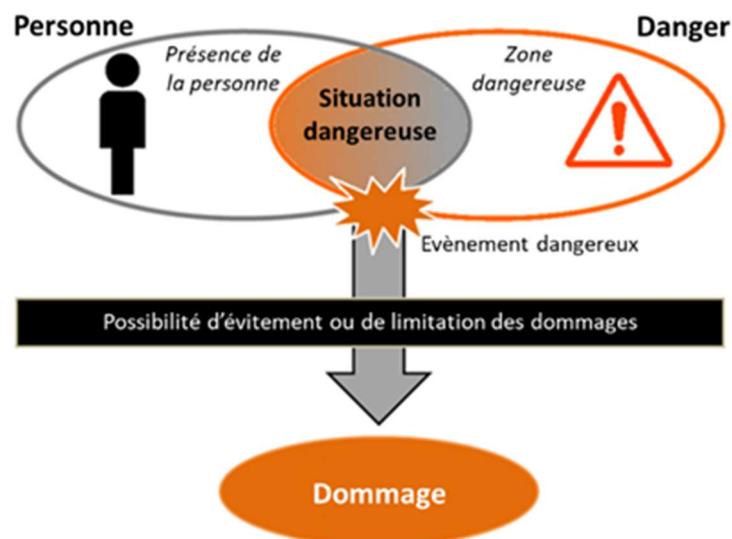 Personne
Danger
Présence de
la personne
Zone
dangereuse
Situation
dangereuse
Evènement dangereux
Possibilité d'évitement ou de limitation des dommages
Dommage